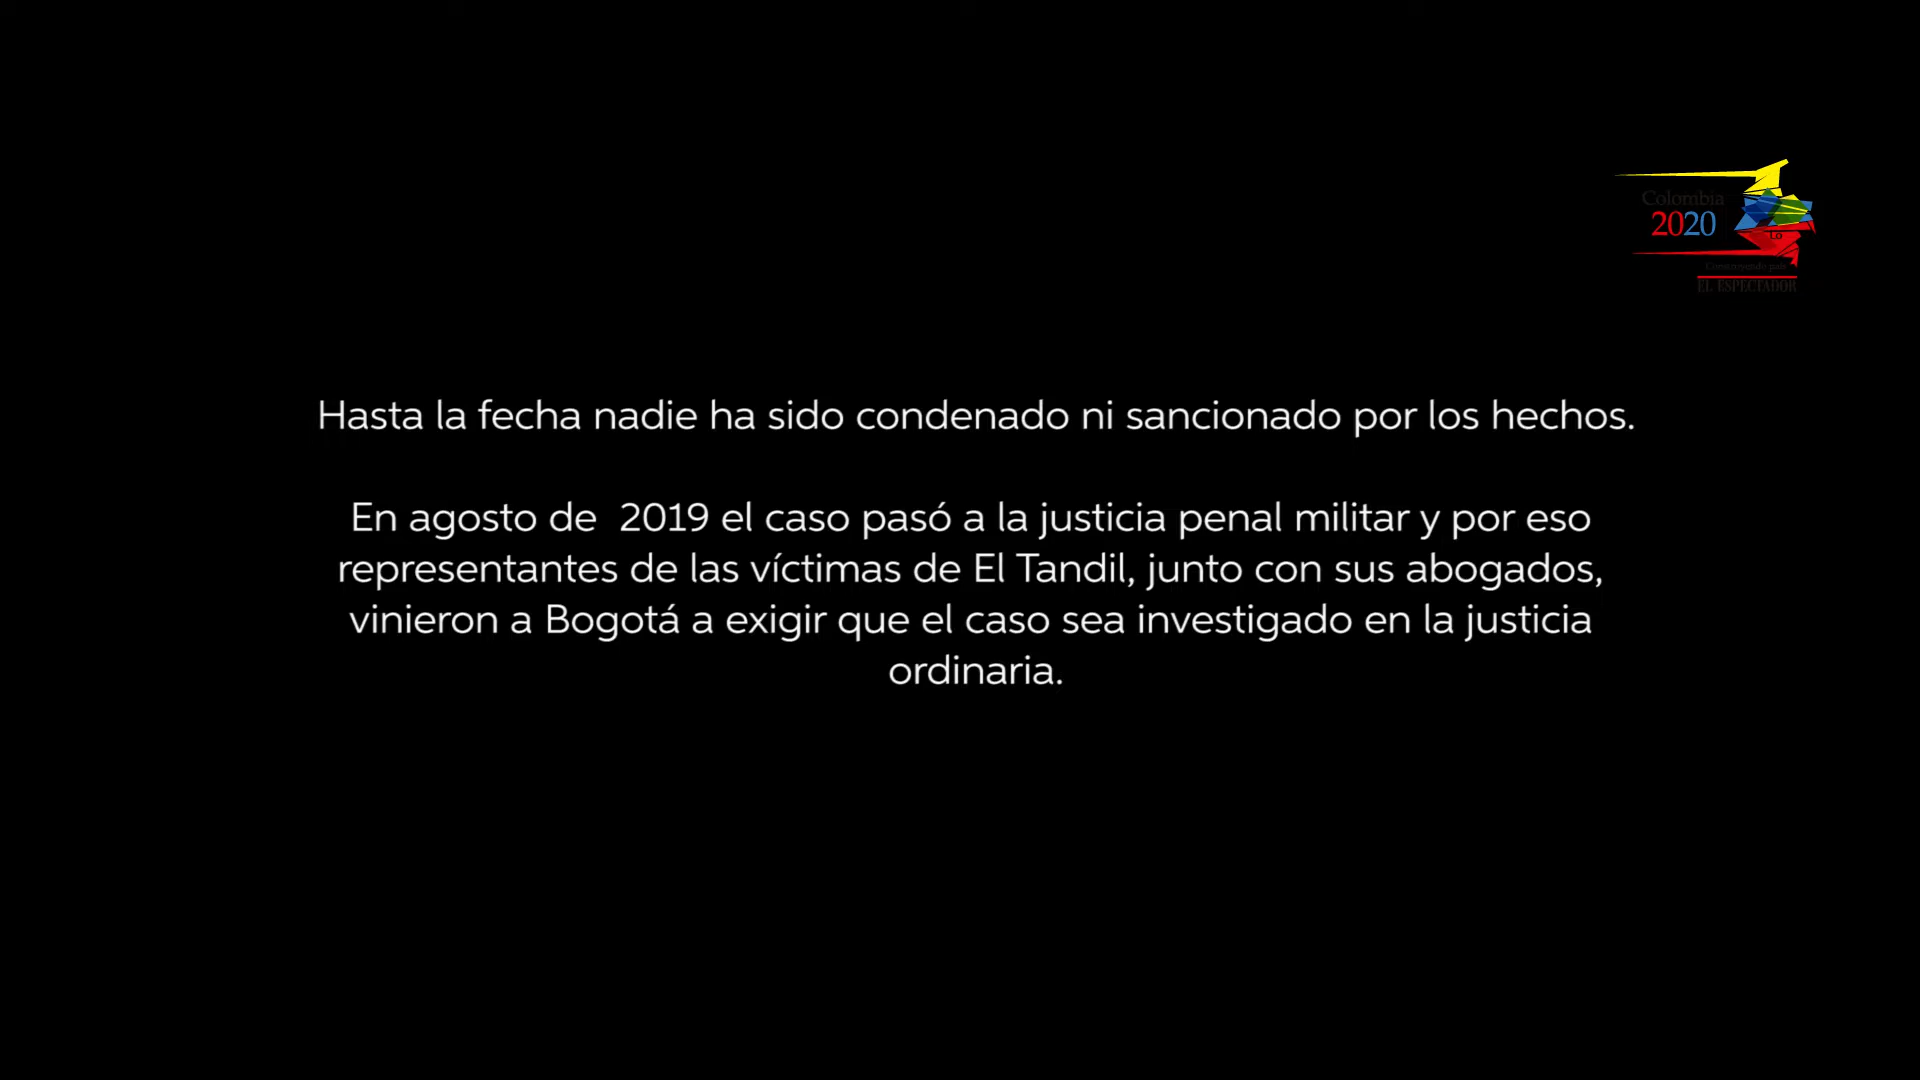 Colombia
2020
Construyendo país
EL ESPECTADOR
Hasta la fecha nadie ha sido condenado ni sancionado por los hechos.
En agosto de  2019 el caso pasó a la justicia penal militar y por eso
representantes de las víctimas de El Tandil, junto con sus abogados,
vinieron a Bogotá a exigir que el caso sea investigado en la justicia
ordinaria.